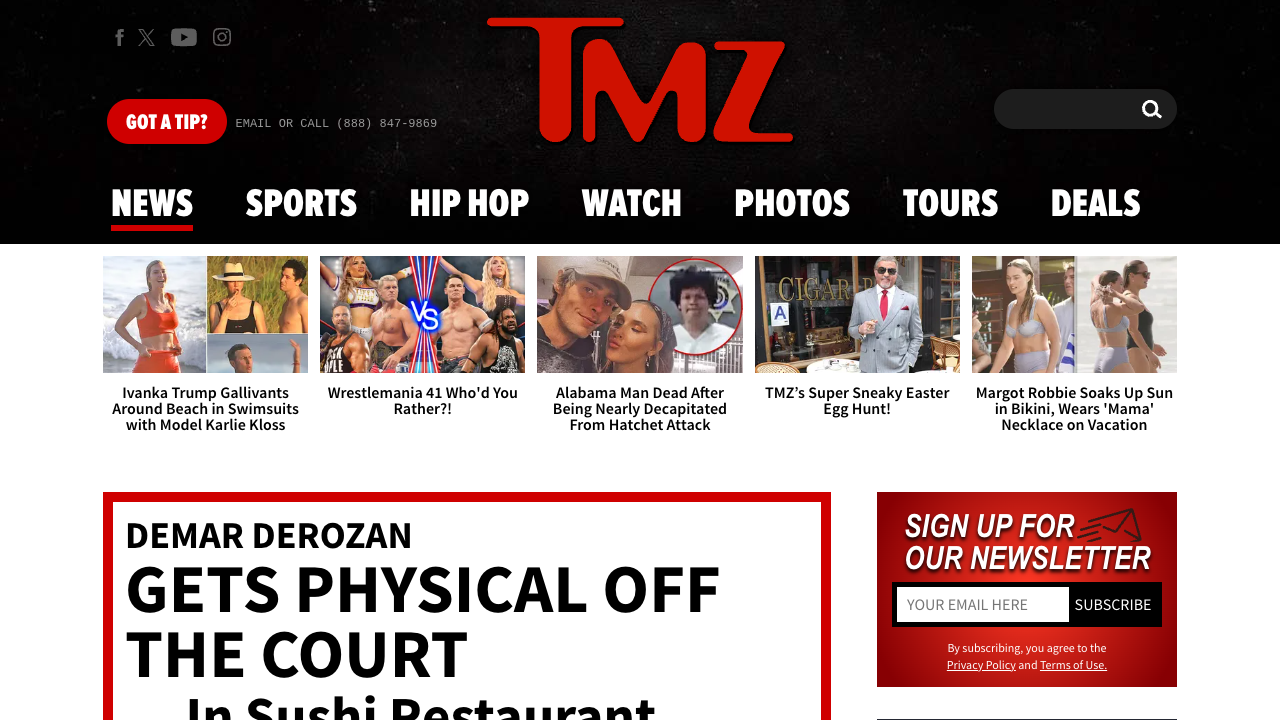 TMZ
GOT A TIP?
EMAIL OR CALL (888) 847-9869
NEWS
SPORTS
HIP HOP
WATCH
PHOTOS
TOURS
DEALS
VS
CIGAR
A
Ivanka Trump Gallivants
Around Beach in Swimsuits
with Model Karlie Kloss
Wrestlemania 41 Who'd You
Rather?!
Alabama Man Dead After
Being Nearly Decapitated
From Hatchet Attack
TMZ’s Super Sneaky Easter
Egg Hunt!
Margot Robbie Soaks Up Sun
in Bikini, Wears 'Mama'
Necklace on Vacation
DEMAR DEROZAN
GETS PHYSICAL OFF
THE COURT
... In Sushi Restaurant
SIGN UP FOR
OUR NEWSLETTER
YOUR EMAIL HERE
SUBSCRIBE
By subscribing, you agree to the
Privacy Policy and Terms of Use.